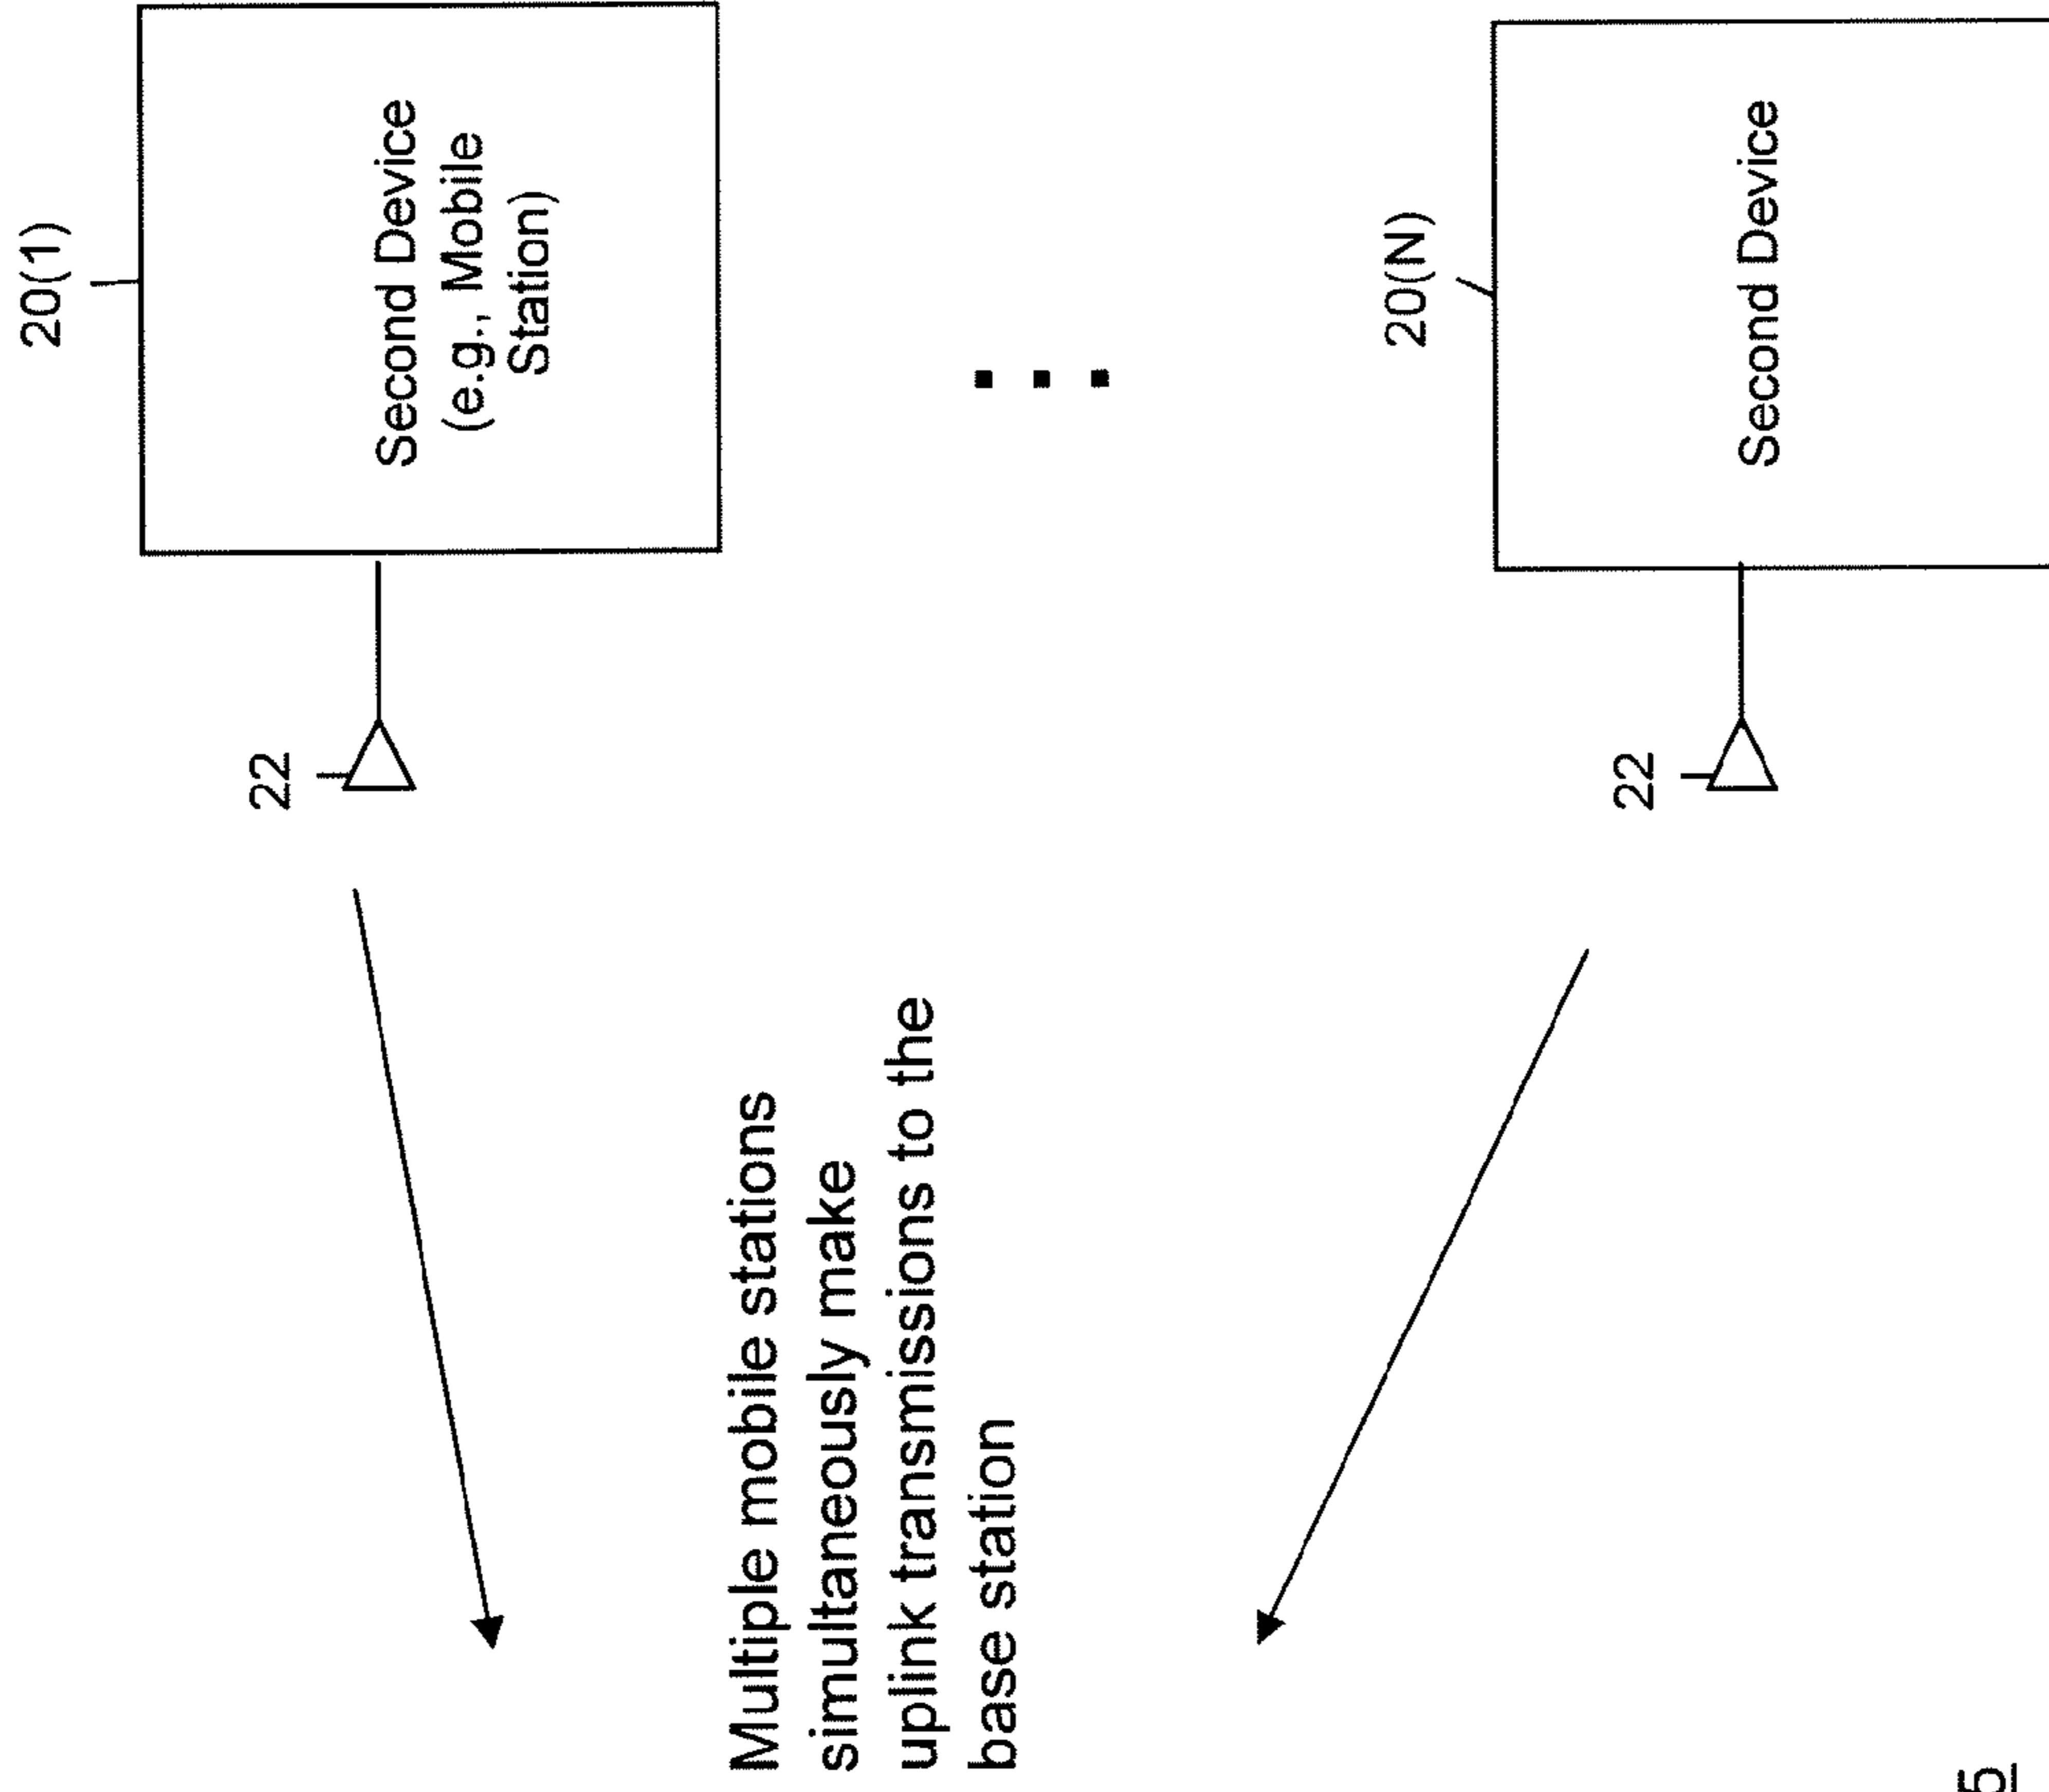 20(1)
Second Device
(e.g., Mobile
Station)
22
Multiple mobile stations
simultaneously make
uplink transmissions to the
base station
20(N)
Second Device
22